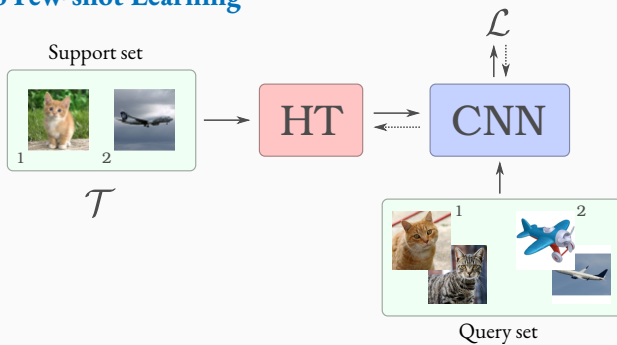 Few-shot Learning
ℒ
Support set
1
2
HT
CNN
𝒯
1
2
Query set